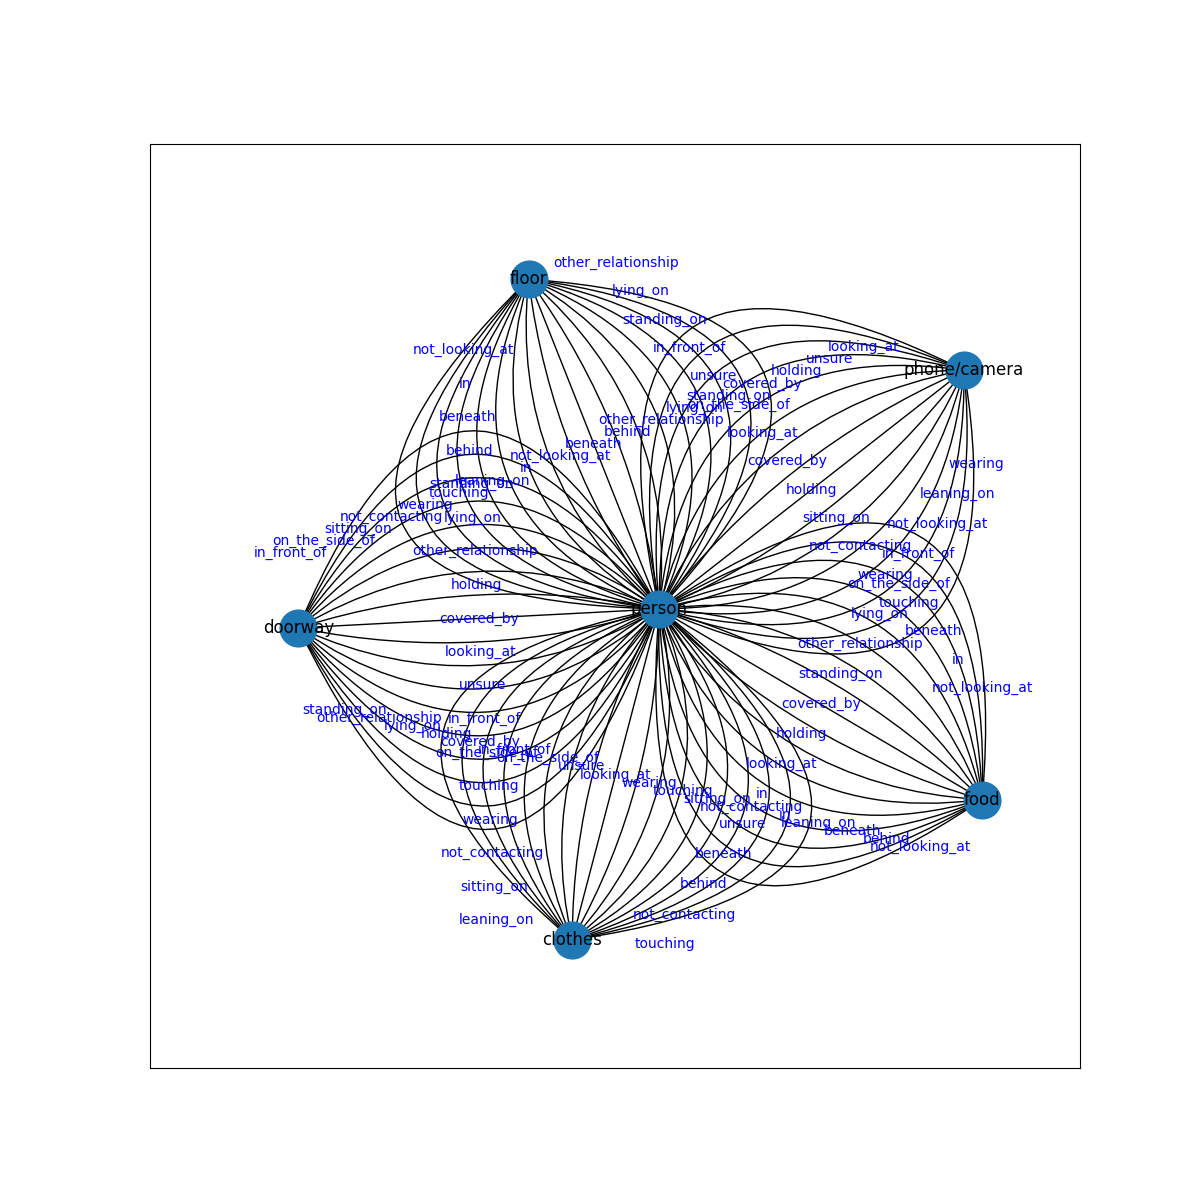 other_relationship
floor
lying_on
standing_on
in_front_of
looking_at
not_looking_at
unsure
phone/camera
holding
unsure
covered_by
in
standing_on
on_the_side_of
lying_on
beneath
other_relationship
behind
looking_at
beneath
behind
not_looking_at
covered_by
wearing
in
leaning_on
standing_on
touching
holding
leaning_on
wearing
not_contacting
lying_on
sitting_on
not_looking_at
sitting_on
on_the_side_of
not_contacting
in_front_of
other_relationship
in_front_of
wearing
holding
on_the_side_of
touching
person
lying_on
covered_by
doorway
beneath
other_relationship
looking_at
in
standing_on
unsure
not_looking_at
covered_by
standing_on
other_relationship
in_front_of
lying_on
holding
holding
covered_by
in_front_of
on_the_side_of
on_the_side_of
unsure
looking_at
looking_at
wearing
touching
touching
in
sitting_on
food
not_contacting
in
wearing
unsure
leaning_on
beneath
behind
not_looking_at
not_contacting
beneath
sitting_on
behind
leaning_on
not_contacting
clothes
touching